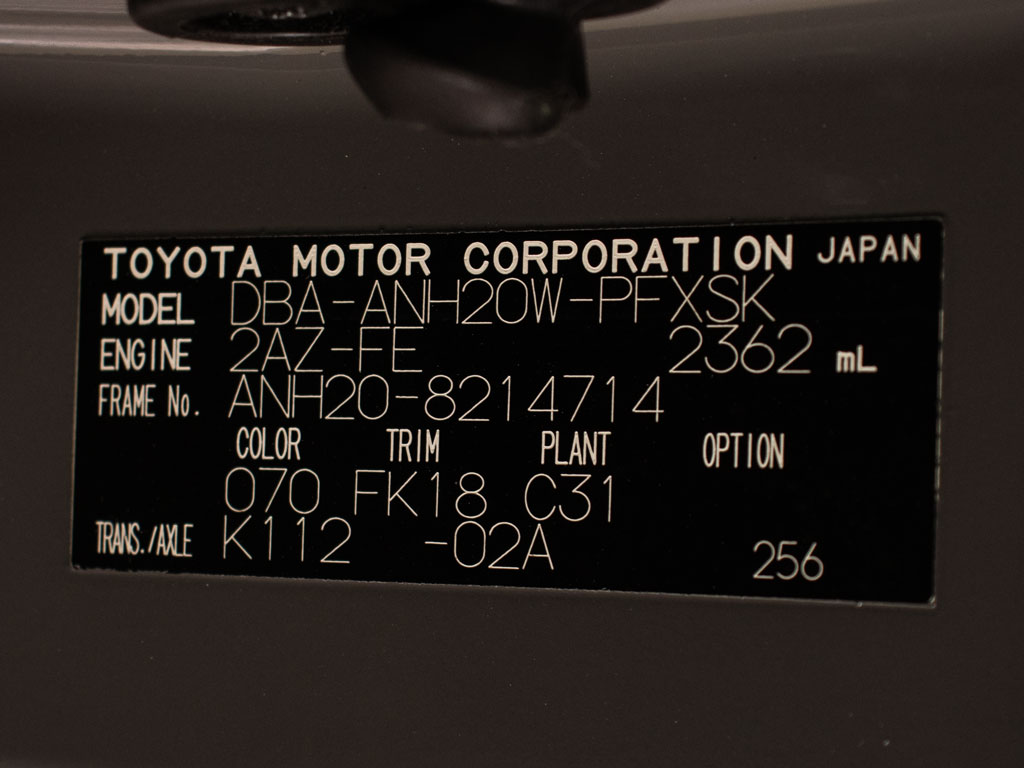 TOYOTA MOTOR CORPORATION JAPAN
MODEL DBA-ANH20W-PFXSK
ENGINE 2AZ-FE 2362 mL
FRAME No. ANH20-8214714
COLOR TRIM PLANT OPTION
070 FK18 C31
TRANS./AXLE K112 -02A 256